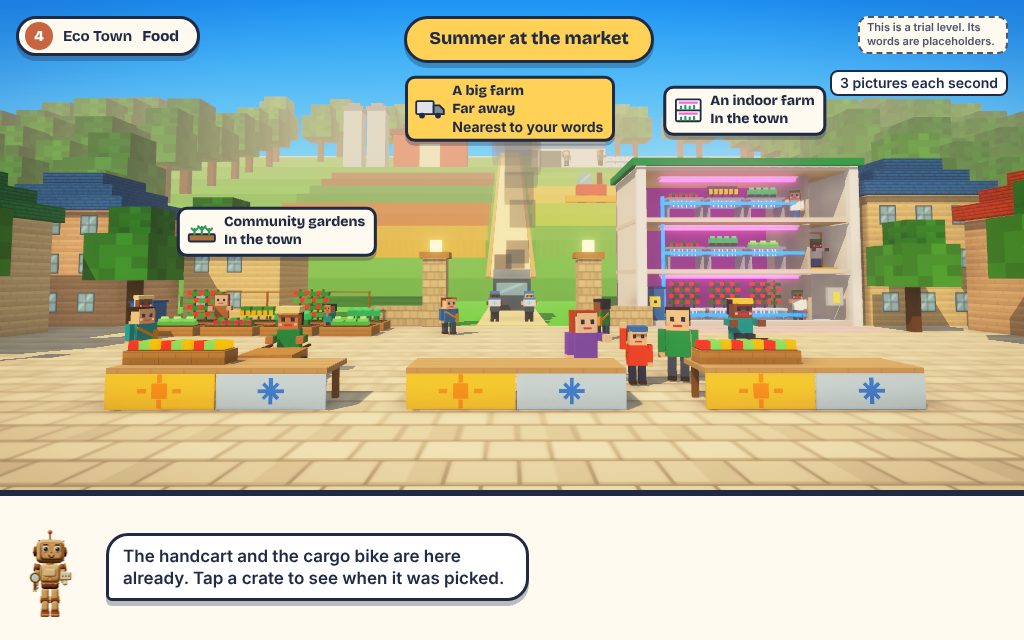 4 Eco Town Food
Summer at the market
This is a trial level. Its
words are placeholders.
3 pictures each second
A big farm
Far away
Nearest to your words
An indoor farm
In the town
Community gardens
In the town
The handcart and the cargo bike are here
already. Tap a crate to see when it was picked.